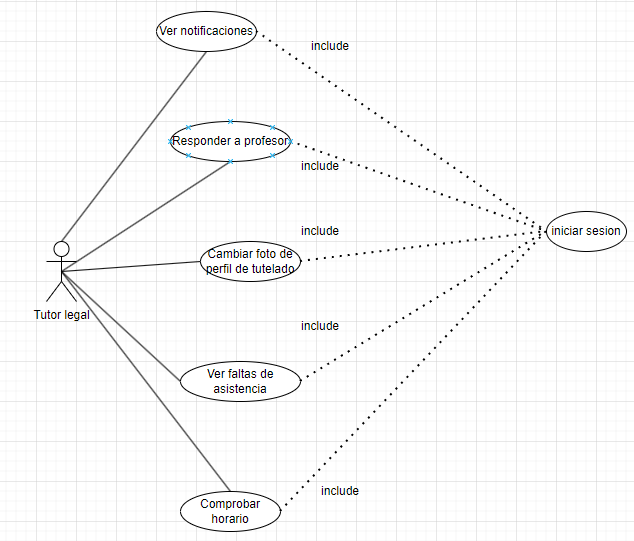 Ver notificaciones
include
Responder a profesor
include
iniciar sesion
include
Cambiar foto de
perfil de tutelado
Tutor legal
include
Ver faltas de
asistencia
include
Comprobar
horario